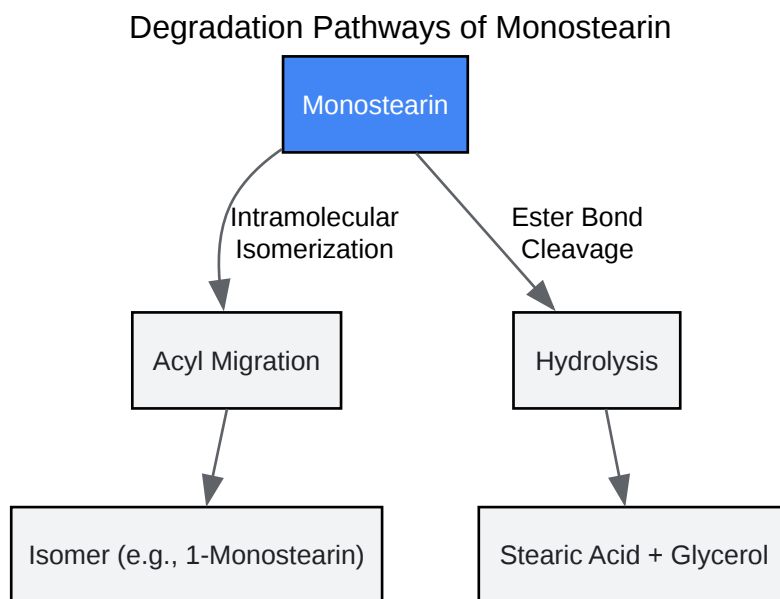 Degradation Pathways of Monostearin
Monostearin
Intramolecular
Isomerization
Ester Bond
Cleavage
Acyl Migration
Hydrolysis
Isomer (e.g., 1-Monostearin)
Stearic Acid + Glycerol